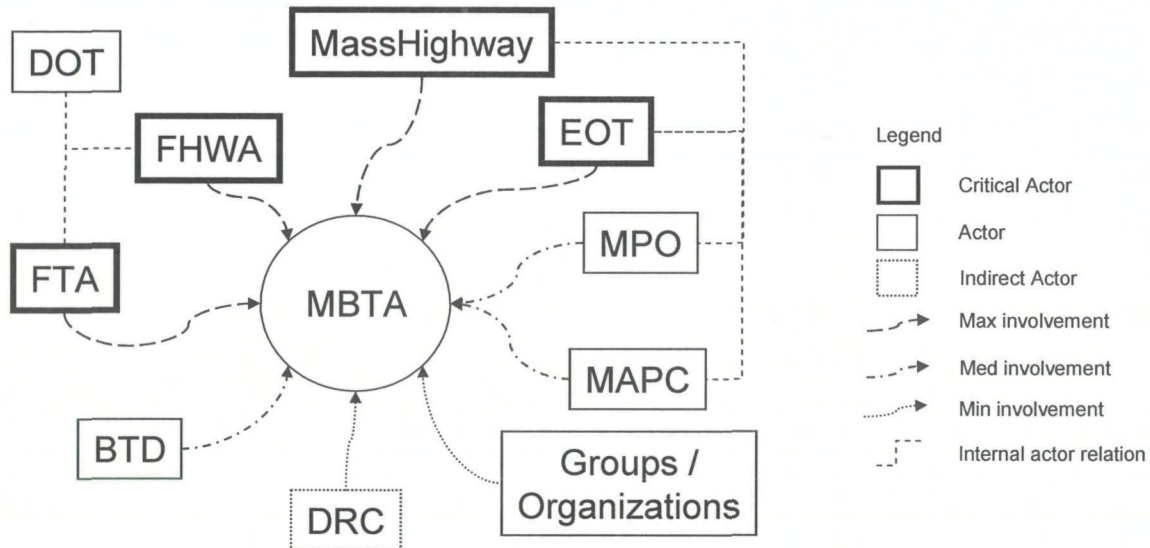 DOT
MassHighway
FHWA
EOT
FTA
MBTA
MPO
MAPC
BTD
DRC
Groups /
Organizations
Legend
Critical Actor
Actor
Indirect Actor
Max involvement
Med involvement
Min involvement
Internal actor relation